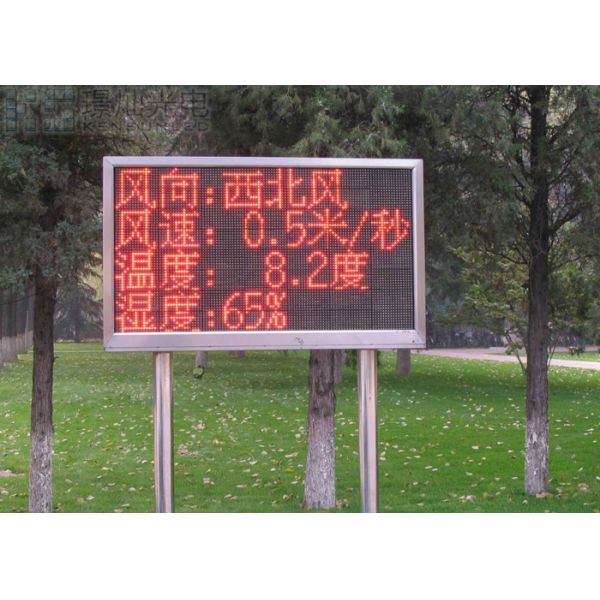 风向:西北风
风速: 0.5米/秒
温度: 8.2度
湿度:65%